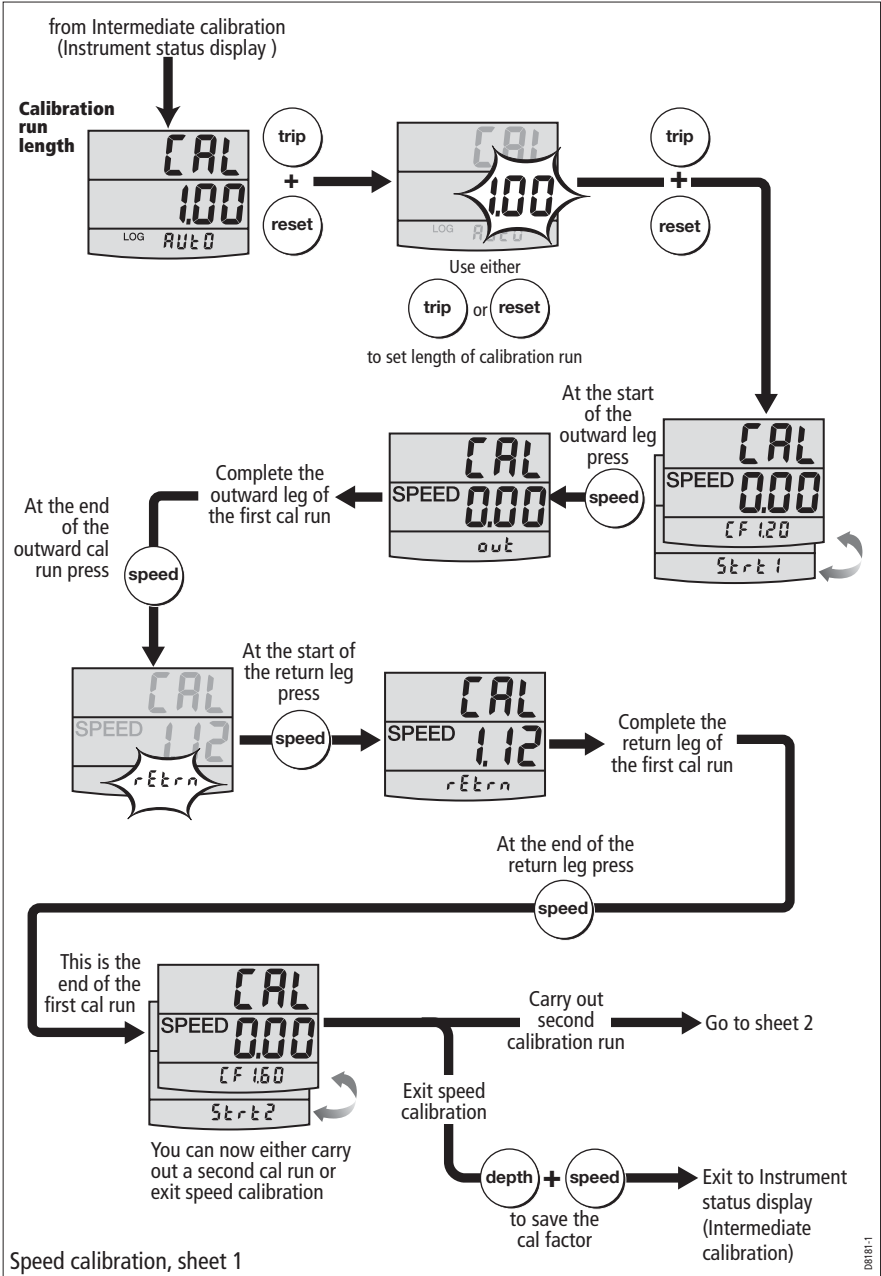 from Intermediate calibration
(Instrument status display )
Calibration
run
length
CAL
1.00
LOG AUtO
trip
+
reset
CAL
1.00
LOG AUtO
Use either
trip or reset
to set length of calibration run
trip
+
reset
CAL
SPEED 0.00
CF 1.20
Strt 1
At the start
of the
outward leg
press
speed
CAL
SPEED 0.00
out
Complete the
outward leg of
the first cal run
At the end
of the
outward cal
run press
speed
CAL
SPEED 1.12
rEtrn
At the start of
the return leg
press
speed
CAL
SPEED 1.12
rEtrn
Complete the
return leg of
the first cal run
At the end of the
return leg press
speed
This is the
end of the
first cal run
CAL
SPEED 0.00
CF 1.60
Strt2
You can now either carry
out a second cal run or
exit speed calibration
Carry out
second
calibration run
Go to sheet 2
Exit speed
calibration
depth + speed
to save the
cal factor
Exit to Instrument
status display
(Intermediate
calibration)
Speed calibration, sheet 1
D8181-1